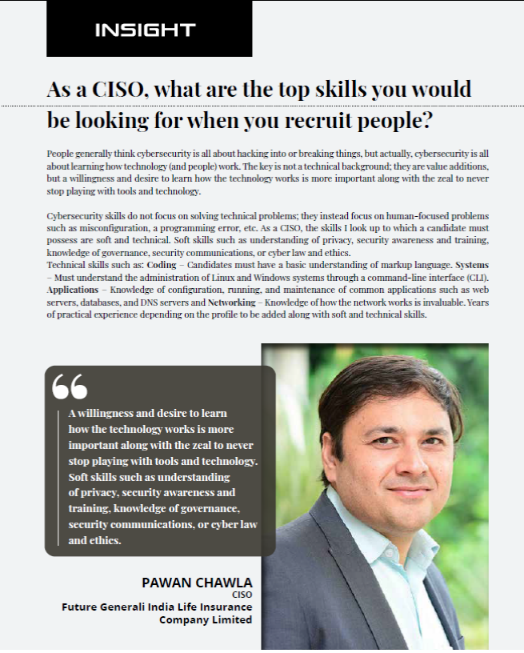 INSIGHT
As a CISO, what are the top skills you would
be looking for when you recruit people?
People generally think cybersecurity is all about hacking into or breaking things, but actually, cybersecurity is all
about learning how technology (and people) work. The key is not a technical background; they are value additions,
but a willingness and desire to learn how the technology works is more important along with the zeal to never
stop playing with tools and technology.
Cybersecurity skills do not focus on solving technical problems; they instead focus on human-focused problems
such as misconfiguration, a programming error, etc. As a CISO, the skills I look up to which a candidate must
possess are soft and technical. Soft skills such as understanding of privacy, security awareness and training,
knowledge of governance, security communications, or cyber law and ethics.
Technical skills such as: Coding – Candidates must have a basic understanding of markup language. Systems
– Must understand the administration of Linux and Windows systems through a command-line interface (CLI).
Applications – Knowledge of configuration, running, and maintenance of common applications such as web
servers, databases, and DNS servers and Networking – Knowledge of how the network works is invaluable. Years
of practical experience depending on the profile to be added along with soft and technical skills.
“
A willingness and desire to learn
how the technology works is more
important along with the zeal to never
stop playing with tools and technology.
Soft skills such as understanding
of privacy, security awareness and
training, knowledge of governance,
security communications, or cyber law
and ethics.
PAWAN CHAWLA
CISO
Future Generali India Life Insurance
Company Limited